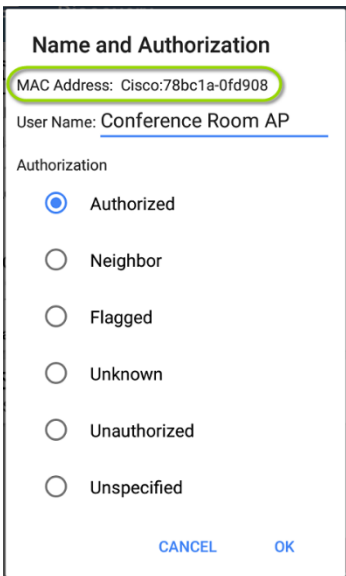 Name and Authorization
MAC Address: Cisco:78bc1a-0fd908
User Name: Conference Room AP
Authorization
Authorized
Neighbor
Flagged
Unknown
Unauthorized
Unspecified
CANCEL OK